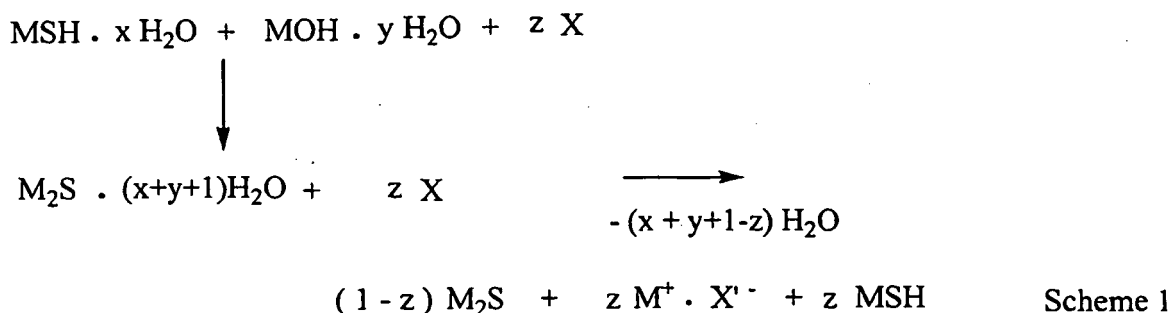 MSH . x H₂O + MOH . y H₂O + z X
M₂S . (x+y+1)H₂O + z X
- (x + y+1-z) H₂O
( 1 - z ) M₂S + z M⁺ . X'⁻ + z MSH Scheme 1